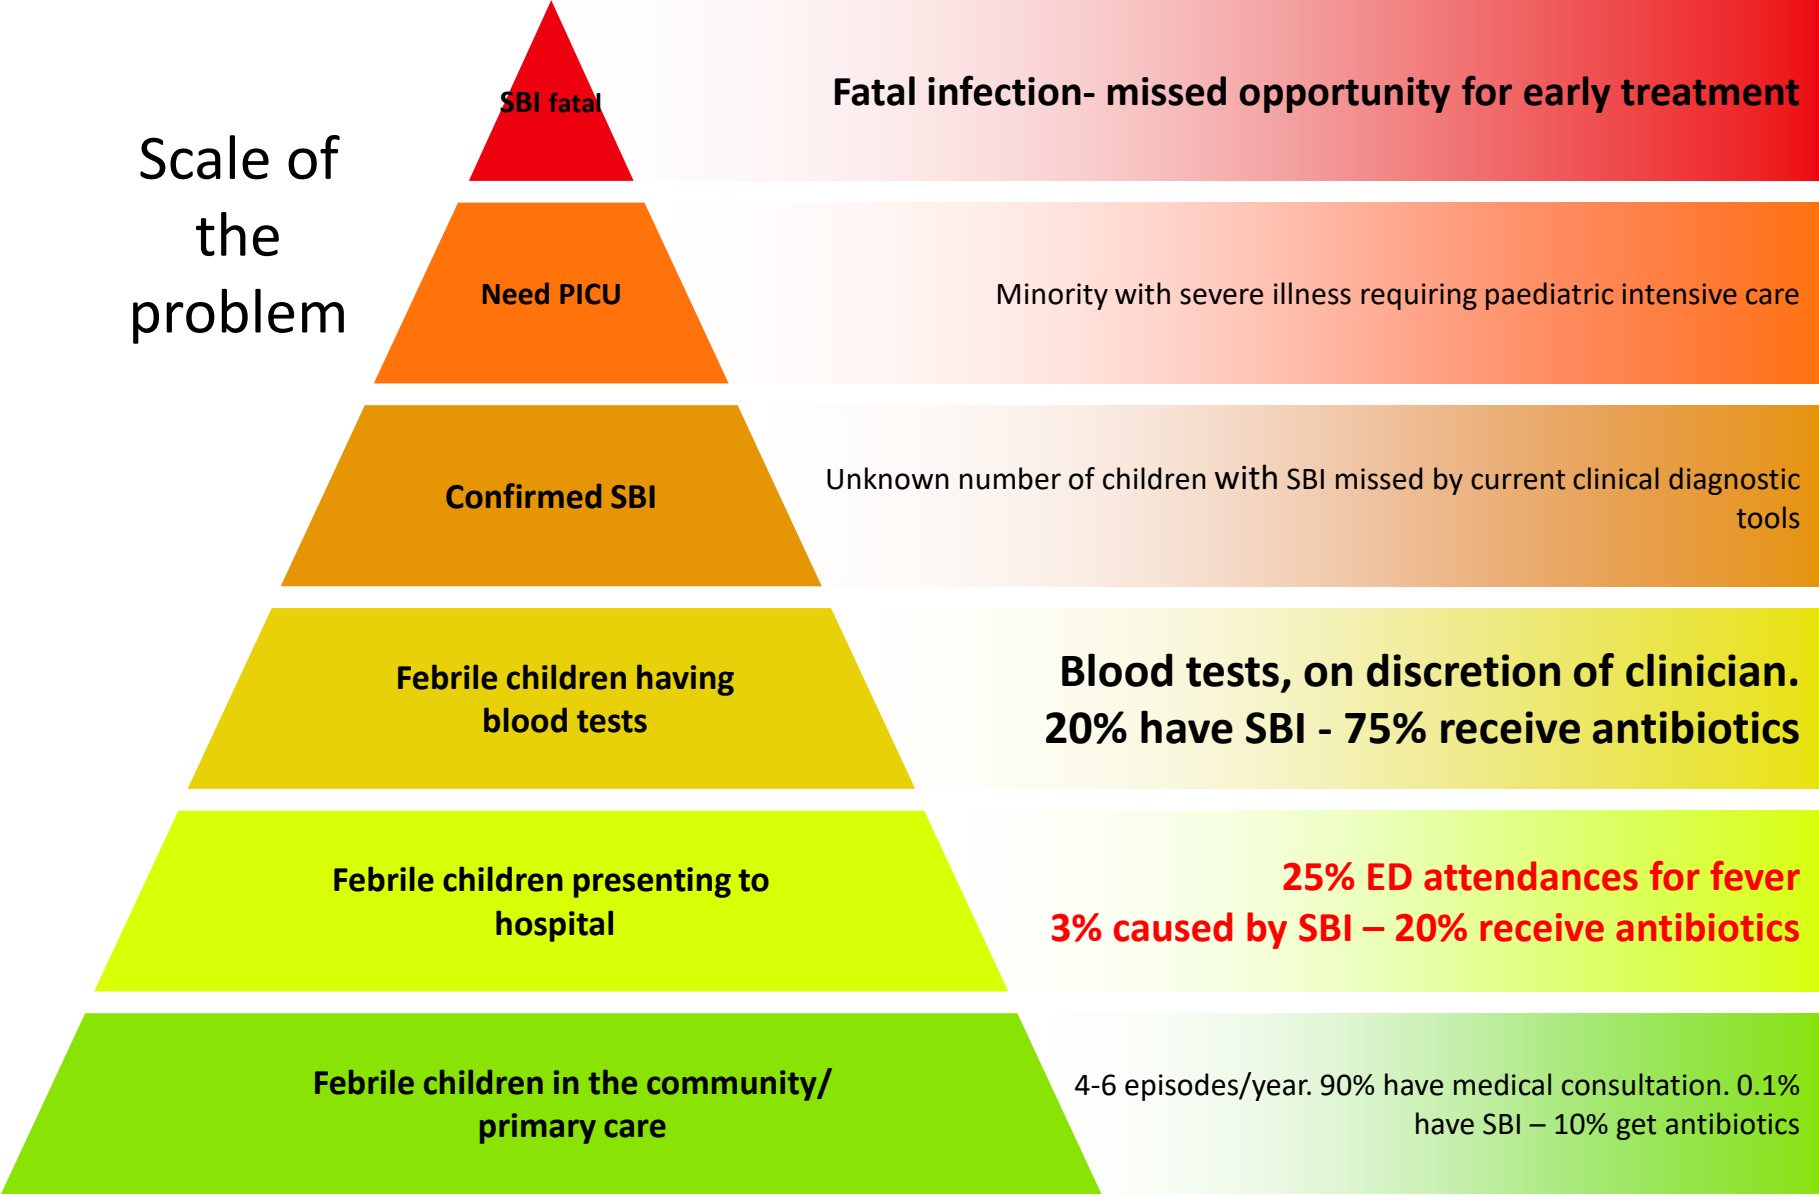 Scale of
the
problem
SBI fatal
Fatal infection- missed opportunity for early treatment
Need PICU
Minority with severe illness requiring paediatric intensive care
Confirmed SBI
Unknown number of children with SBI missed by current clinical diagnostic
tools
Febrile children having
blood tests
Blood tests, on discretion of clinician.
20% have SBI - 75% receive antibiotics
Febrile children presenting to
hospital
25% ED attendances for fever
3% caused by SBI – 20% receive antibiotics
Febrile children in the community/
primary care
4-6 episodes/year. 90% have medical consultation. 0.1%
have SBI – 10% get antibiotics